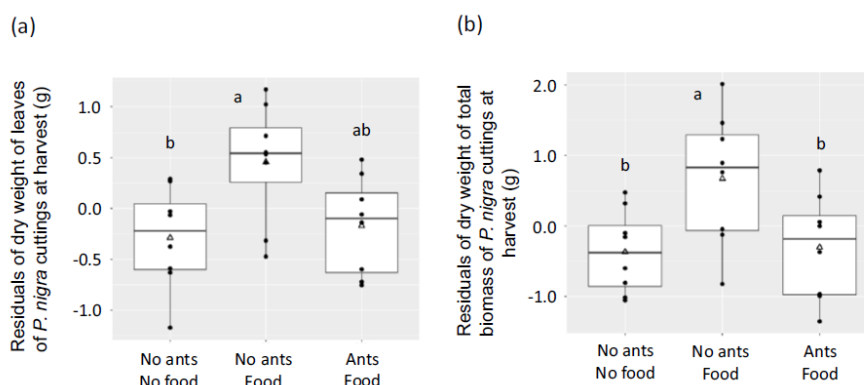 (a)
Residuals of dry weight of leaves
of P. nigra cuttings at harvest (g)
1.0
0.5
0.0
-0.5
-1.0
b
a
ab
No ants
No food
No ants
Food
Ants
Food
(b)
Residuals of dry weight of total
biomass of P. nigra cuttings at
harvest (g)
2.0
1.0
0.0
-1.0
b
a
b
No ants
No food
No ants
Food
Ants
Food